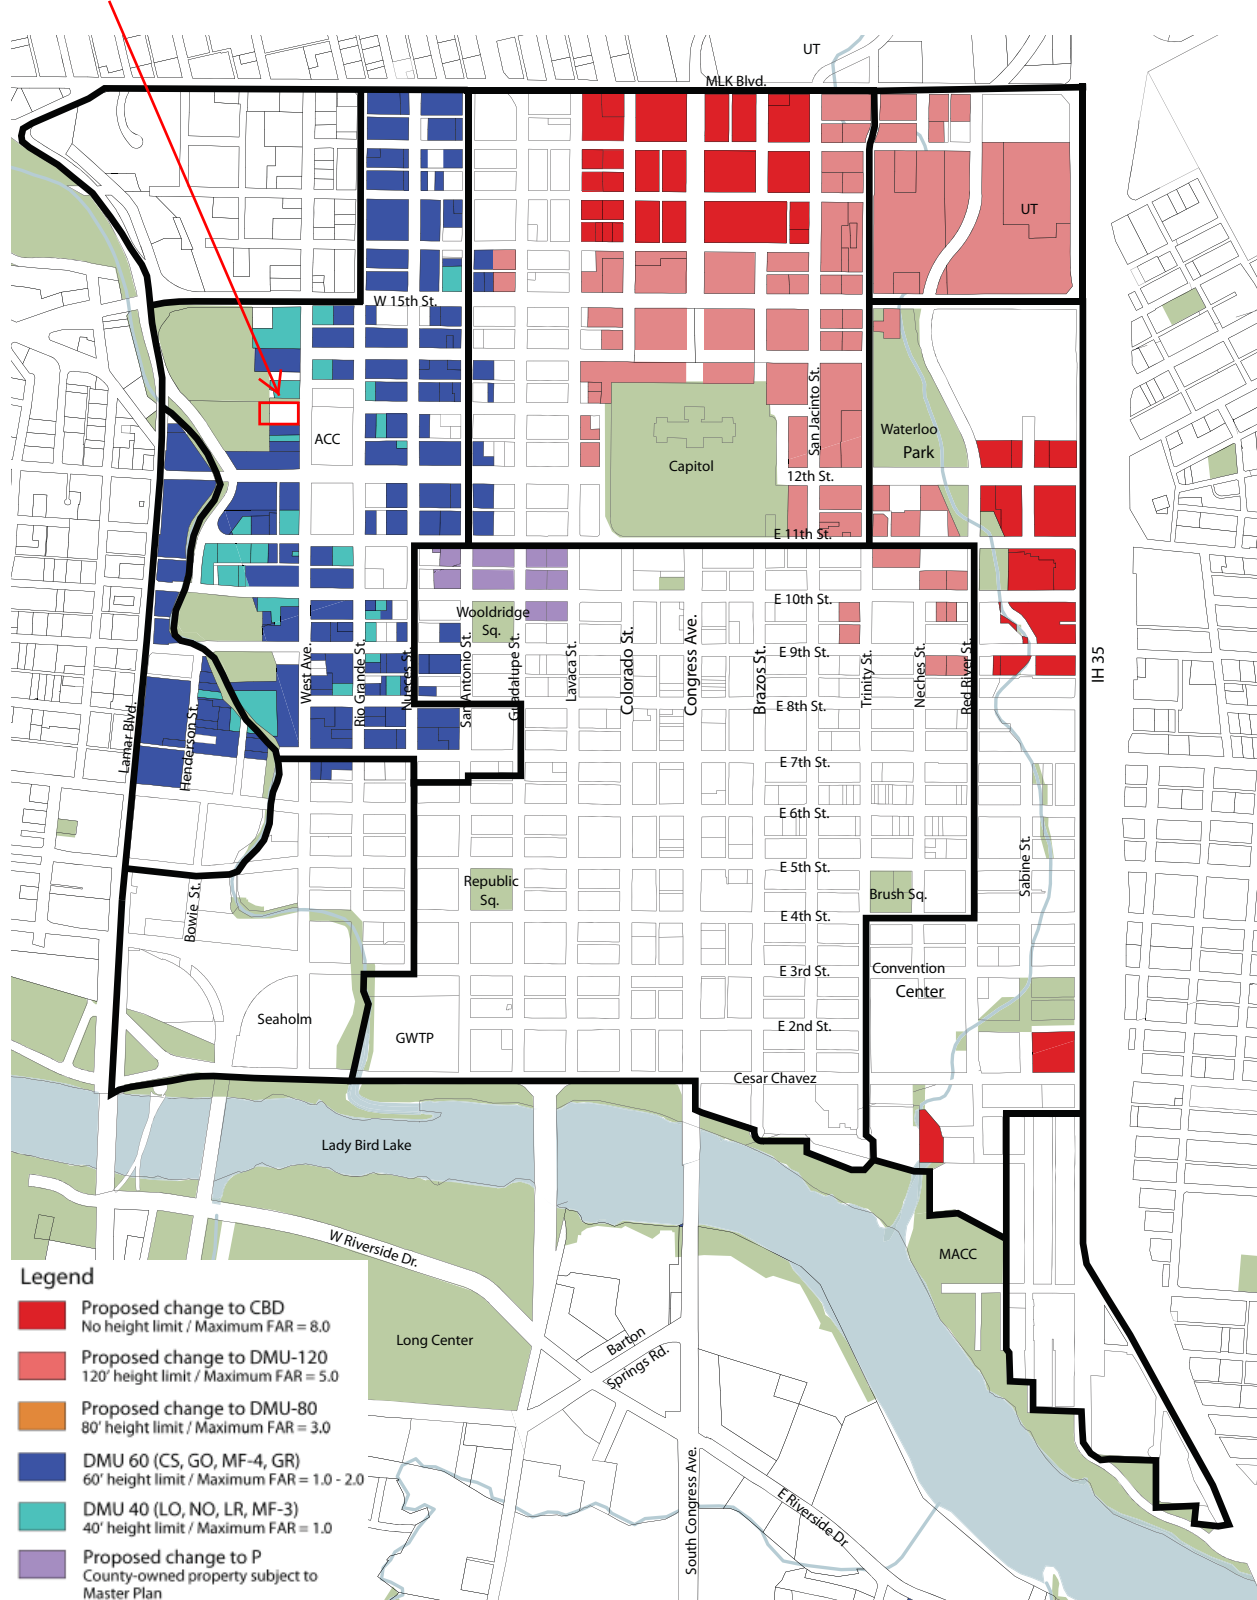 UT
MLK Blvd.
UT
W 15th St.
ACC
San Jacinto St.
Waterloo
Park
Capitol
12th St.
E 11th St.
Wooldridge
Sq.
E 10th St.
E 9th St.
West Ave.
Rio Grande St.
Nueces St.
San Antonio St.
Guadalupe St.
Lavaca St.
Colorado St.
Congress Ave.
Brazos St.
Trinity St.
Neches St.
Red River St.
IH 35
Lamar Blvd.
Henderson St.
E 8th St.
E 7th St.
E 6th St.
E 5th St.
Sabine St.
Republic
Sq.
Brush Sq.
Bowie St.
E 4th St.
E 3rd St.
Convention
Center
Seaholm
GWTP
E 2nd St.
Cesar Chavez
Lady Bird Lake
W Riverside Dr.
MACC
Long Center
Barton
Springs Rd.
South Congress Ave.
E Riverside Dr
Legend
Proposed change to CBD
No height limit / Maximum FAR = 8.0
Proposed change to DMU-120
120' height limit / Maximum FAR = 5.0
Proposed change to DMU-80
80' height limit / Maximum FAR = 3.0
DMU 60 (CS, GO, MF-4, GR)
60' height limit / Maximum FAR = 1.0 - 2.0
DMU 40 (LO, NO, LR, MF-3)
40' height limit / Maximum FAR = 1.0
Proposed change to P
County-owned property subject to
Master Plan